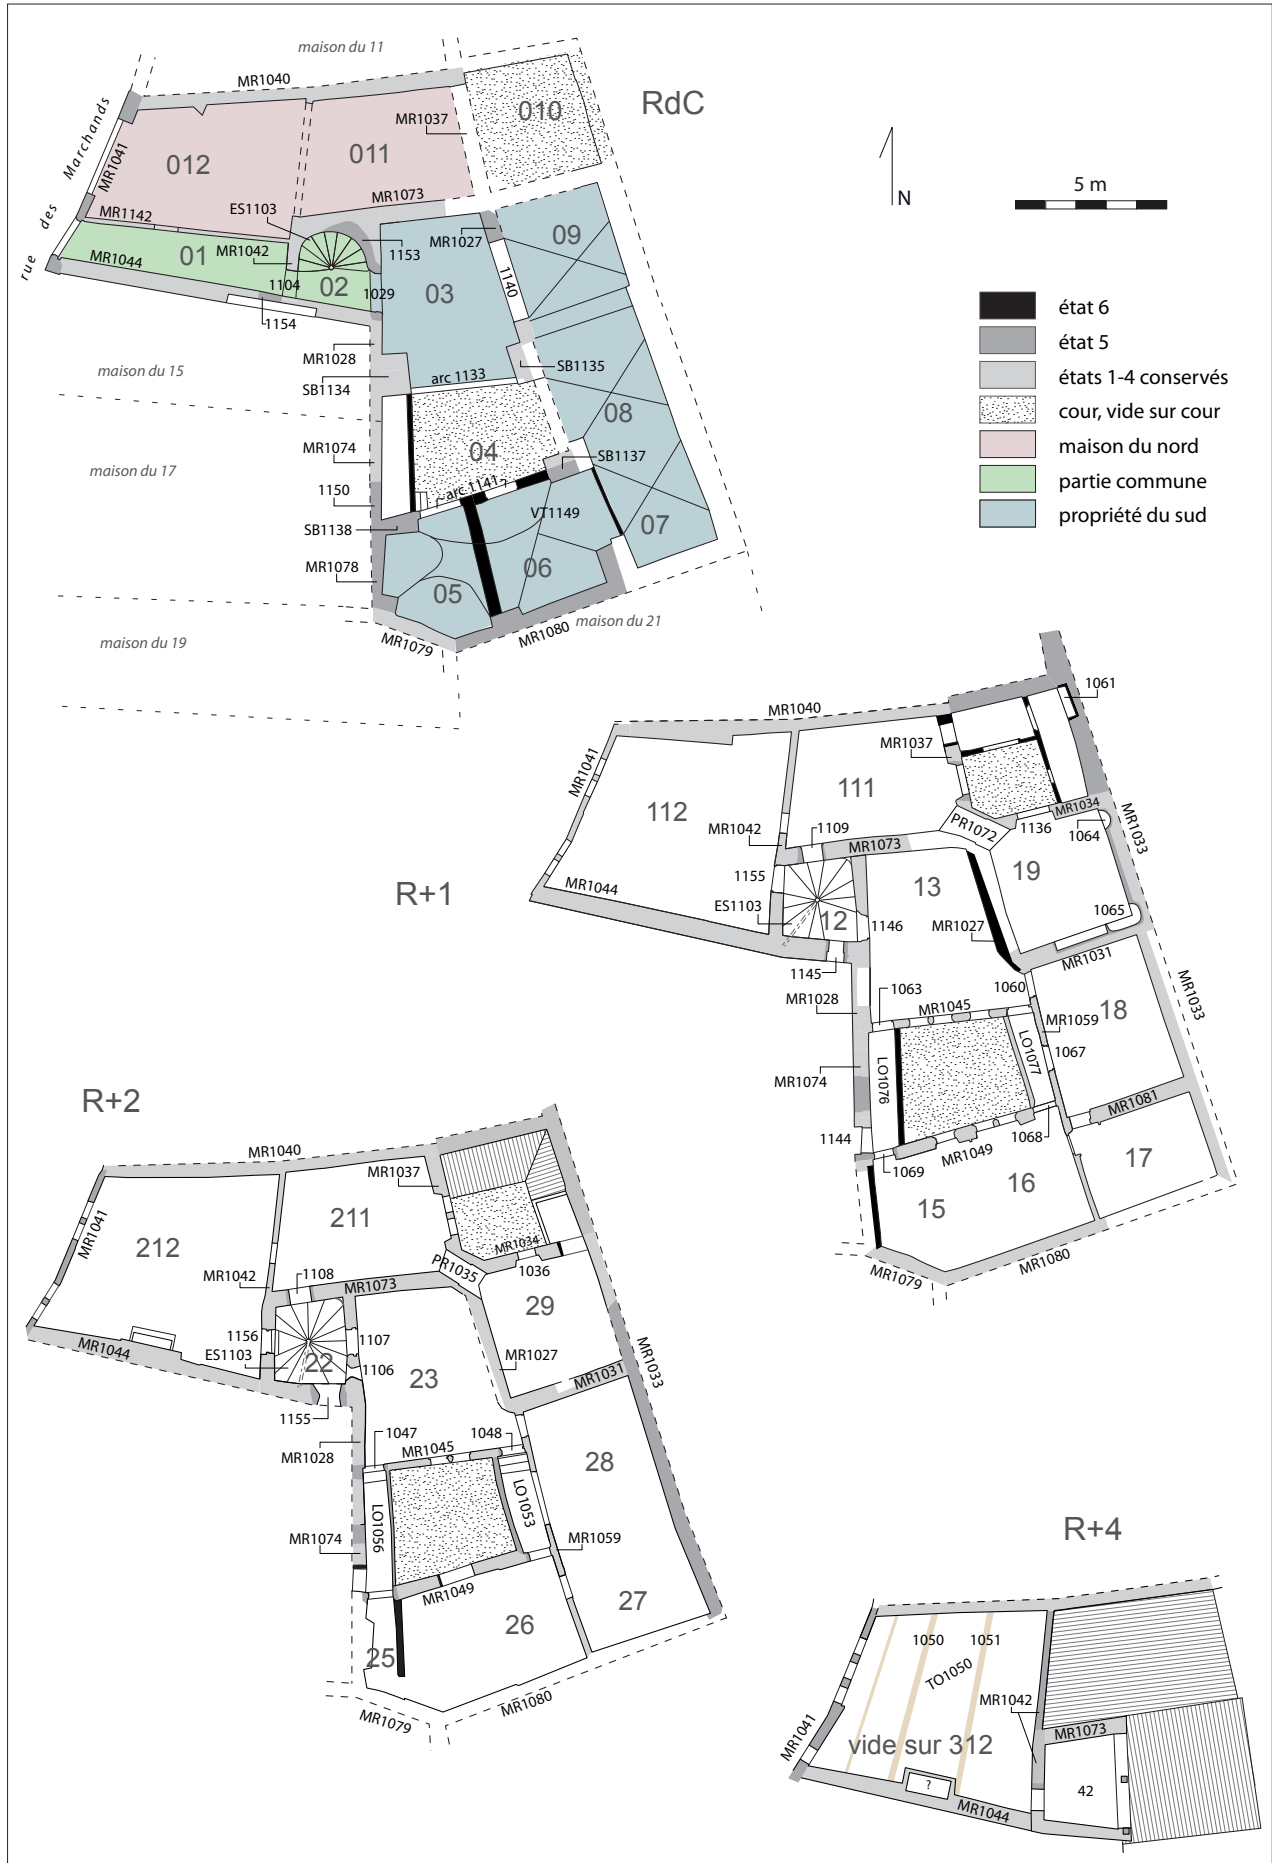 maison du 11
MR1040
RdC
rue des Marchands
MR1041
012
011
010
MR1037
MR1073
ES1103
MR1142
01
MR1042
MR1044
1104
02
1153
1029
03
MR1027
1140
09
1154
MR1028
SB1134
arc 1133
SB1135
maison du 15
MR1074
04
08
maison du 17
1150
arc 1141
SB1137
VT1149
SB1138
07
MR1078
05
06
maison du 19
MR1079
MR1080
maison du 21
N
5 m
état 6
état 5
états 1-4 conservés
cour, vide sur cour
maison du nord
partie commune
propriété du sud
R+1
MR1040
1061
MR1041
MR1037
112
111
MR1034
MR1042
1109
MR1073
PR1072
1136
1064
MR1033
MR1044
1155
13
19
ES1103
12
1146
MR1027
1065
1145
MR1031
MR1028
1063
MR1045
1060
18
MR1033
MR1059
LO1077
1067
MR1074
LO1076
MR1081
1144
1069
MR1049
1068
17
15
16
MR1079
MR1080
R+2
MR1040
MR1037
MR1041
212
211
MR1034
MR1042
1108
MR1073
PR1035
1036
29
1156
1107
MR1044
ES1103
22
1106
MR1027
MR1033
23
MR1031
1155
1047
MR1045
1048
MR1028
28
LO1056
LO1053
MR1074
MR1059
MR1049
26
27
25
MR1079
MR1080
R+4
1050
1051
TO1050
MR1042
MR1041
MR1073
vide sur 312
?
42
MR1044